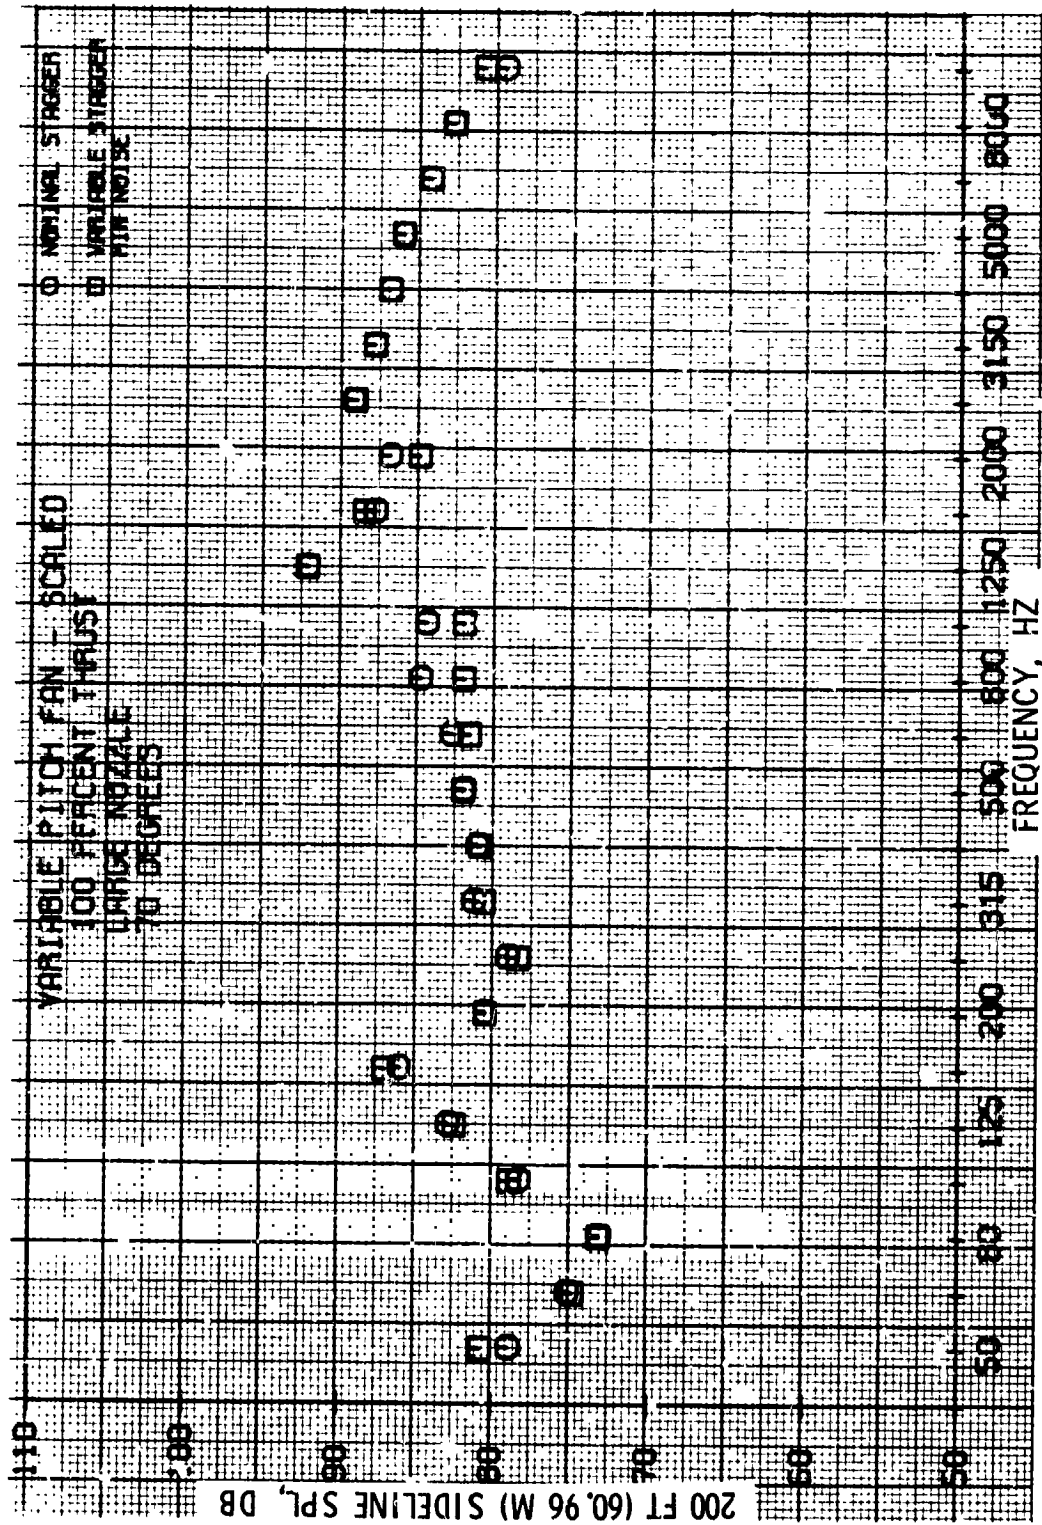 VARIABLE PITCH FAN - SCALED
100 PERCENT THRUST
LARGE NOZZLE
70 DEGREES
NOMINAL STAGGER
VARIABLE STAGGER
MIN NOISE
200 FT (60.96 M) SIDELINE SPL, DB
110
100
90
80
70
60
50
50 80 125 200 315 500 800 1250 2000 3150 5000 8000
FREQUENCY, HZ